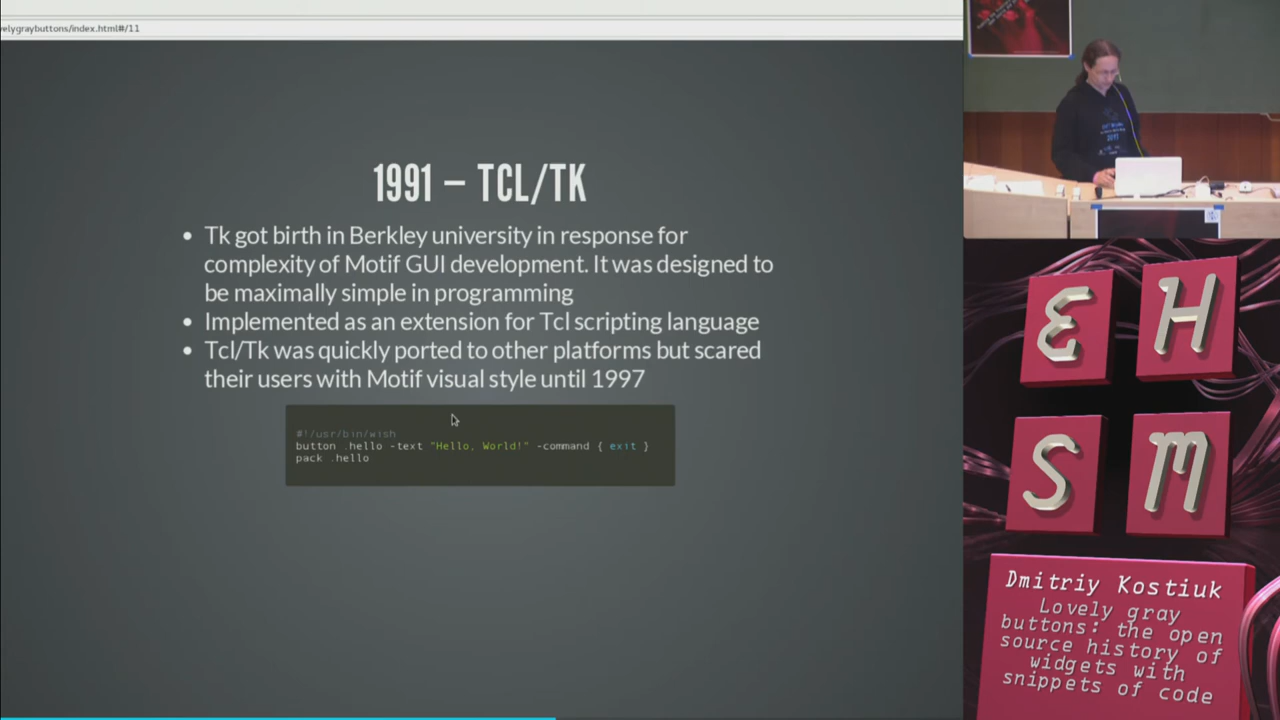 velygraybuttons/index.html#/11
1991 – TCL/TK
Tk got birth in Berkley university in response for
complexity of Motif GUI development. It was designed to
be maximally simple in programming
Implemented as an extension for Tcl scripting language
Tcl/Tk was quickly ported to other platforms but scared
their users with Motif visual style until 1997
#!/usr/bin/wish
button .hello -text "Hello, World!" -command { exit }
pack .hello
2017
E H
S M
Dmitriy Kostiuk
Lovely gray
buttons: the open
source history of
widgets with
snippets of code